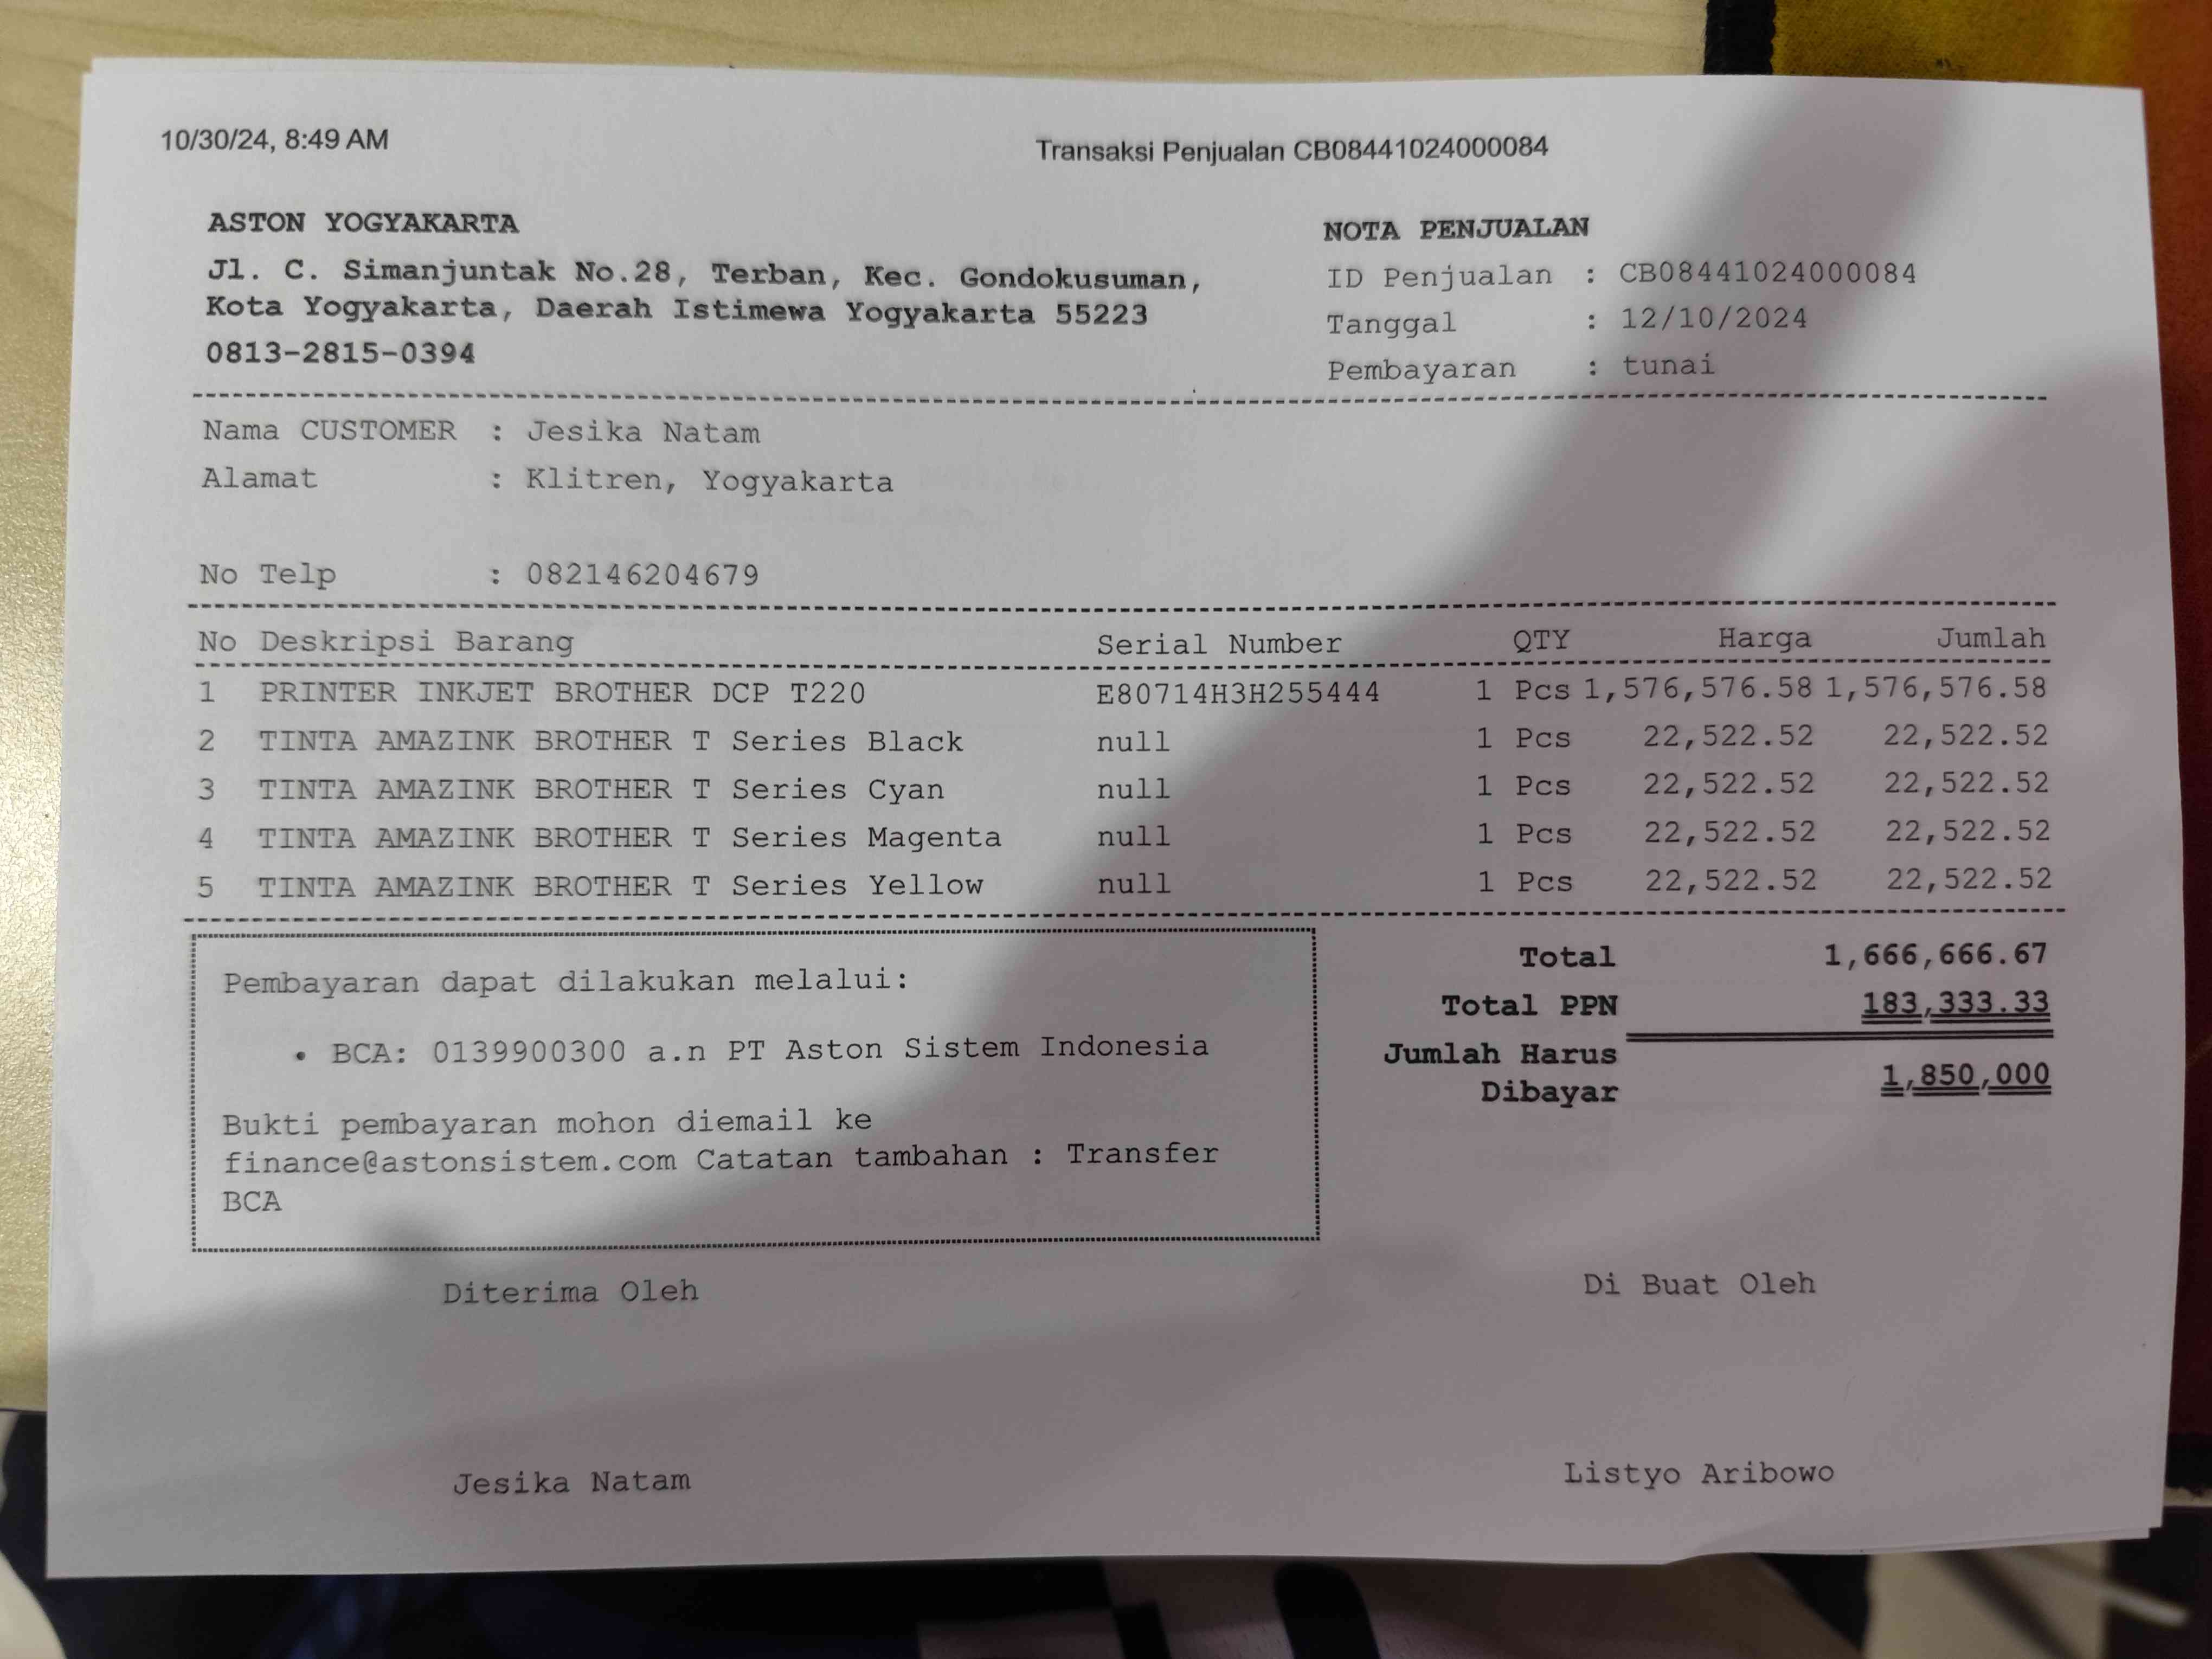 10/30/24, 8:49 AM
Transaksi Penjualan CB08441024000084
ASTON YOGYAKARTA
Jl. C. Simanjuntak No.28, Terban, Kec. Gondokusuman,
Kota Yogyakarta, Daerah Istimewa Yogyakarta 55223
0813-2815-0394
NOTA PENJUALAN
ID Penjualan : CB08441024000084
Tanggal : 12/10/2024
Pembayaran : tunai
Nama CUSTOMER : Jesika Natam
Alamat : Klitren, Yogyakarta
No Telp : 082146204679
No Deskripsi Barang Serial Number QTY Harga Jumlah
1 PRINTER INKJET BROTHER DCP T220 E80714H3H255444 1 Pcs 1,576,576.58 1,576,576.58
2 TINTA AMAZINK BROTHER T Series Black null 1 Pcs 22,522.52 22,522.52
3 TINTA AMAZINK BROTHER T Series Cyan null 1 Pcs 22,522.52 22,522.52
4 TINTA AMAZINK BROTHER T Series Magenta null 1 Pcs 22,522.52 22,522.52
5 TINTA AMAZINK BROTHER T Series Yellow null 1 Pcs 22,522.52 22,522.52
Pembayaran dapat dilakukan melalui:
• BCA: 0139900300 a.n PT Aston Sistem Indonesia
Bukti pembayaran mohon diemail ke
finance@astonsistem.com Catatan tambahan : Transfer
BCA
Total 1,666,666.67
Total PPN 183,333.33
Jumlah Harus
Dibayar 1,850,000
Diterima Oleh
Di Buat Oleh
Jesika Natam
Listyo Aribowo